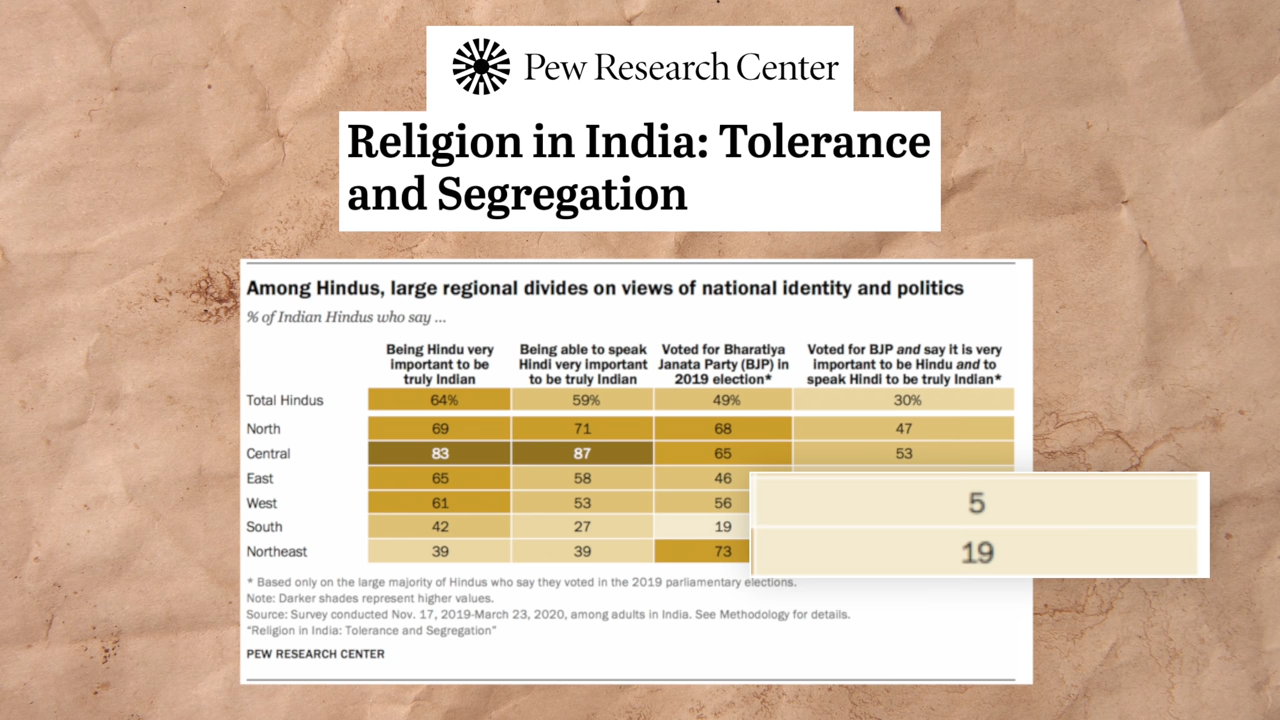 Pew Research Center
Religion in India: Tolerance
and Segregation
Among Hindus, large regional divides on views of national identity and politics
% of Indian Hindus who say ...
Being Hindu very important to be truly Indian
Being able to speak Hindi very important to be truly Indian
Voted for Bharatiya Janata Party (BJP) in 2019 election*
Voted for BJP and say it is very important to be Hindu and to speak Hindi to be truly Indian*
Total Hindus 64% 59% 49% 30%
North 69 71 68 47
Central 83 87 65 53
East 65 58 46
West 61 53 56
South 42 27 19 5
Northeast 39 39 73 19
* Based only on the large majority of Hindus who say they voted in the 2019 parliamentary elections.
Note: Darker shades represent higher values.
Source: Survey conducted Nov. 17, 2019-March 23, 2020, among adults in India. See Methodology for details.
"Religion in India: Tolerance and Segregation"
PEW RESEARCH CENTER